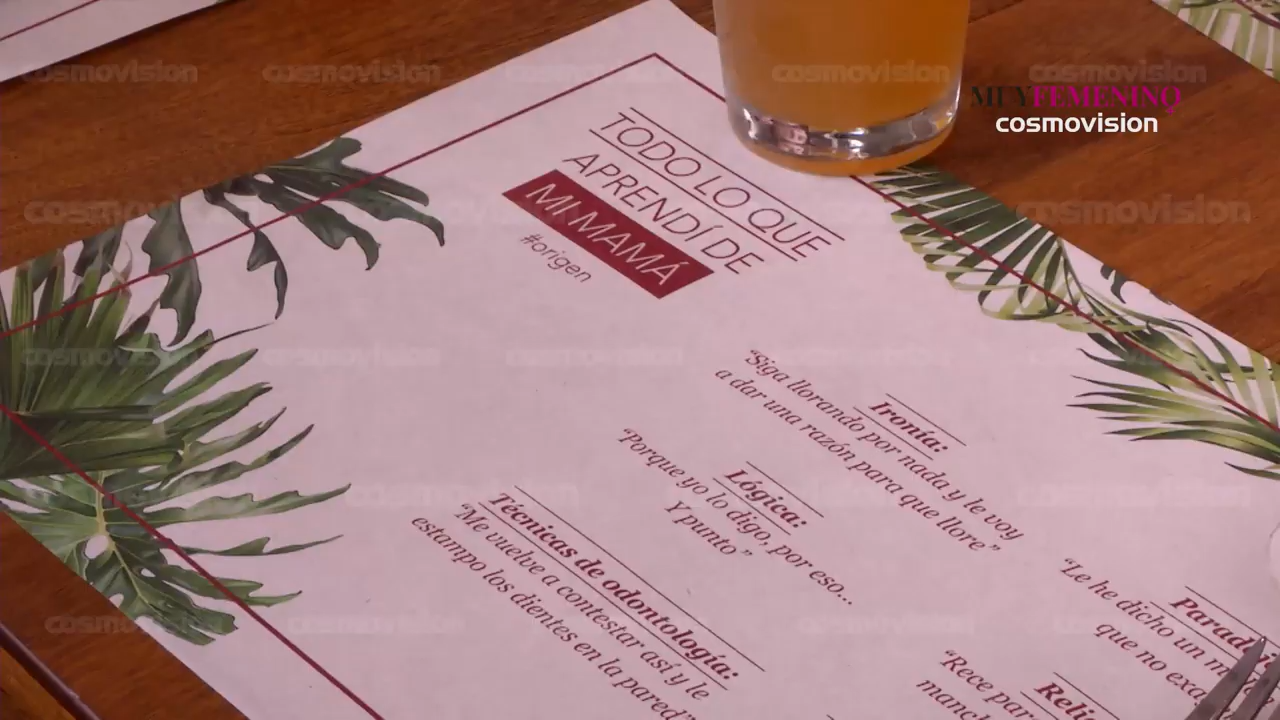 MUY FEMENINO
cosmovision
TODO LO QUE
APRENDÍ DE
MI MAMÁ
#origen
Ironía:
"Siga llorando por nada y le voy
a dar una razón para que llore"
Lógica:
"Porque yo lo digo, por eso...
Y punto"
Técnicas de odontología:
"Me vuelve a contestar así y le
estampo los dientes en la pared"
"Le he dicho un
que no
"Rece par